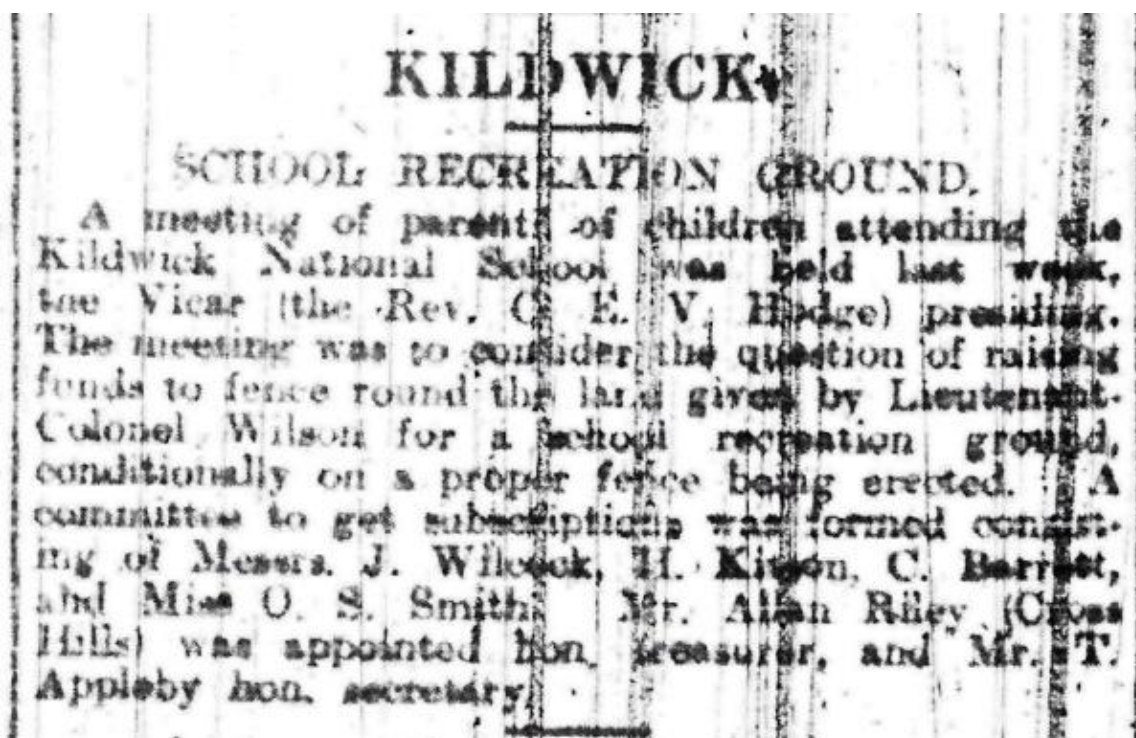 KILDWICK.
SCHOOL RECREATION GROUND.
A meeting of parents of children attending the
Kildwick National School was held last week,
the Vicar (the Rev. C. E. V. Hodge) presiding.
The meeting was to consider the question of raising
funds to fence round the land given by Lieutenant-
Colonel Wilson for a school recreation ground,
conditionally on a proper fence being erected. A
committee to get subscriptions was formed consist-
ing of Messrs. J. Wilcock, H. Kitson, C. Barrett,
and Miss O. S. Smith. Mr. Allan Riley (Cross
Hills) was appointed hon. treasurer, and Mr. T.
Appleby hon. secretary.